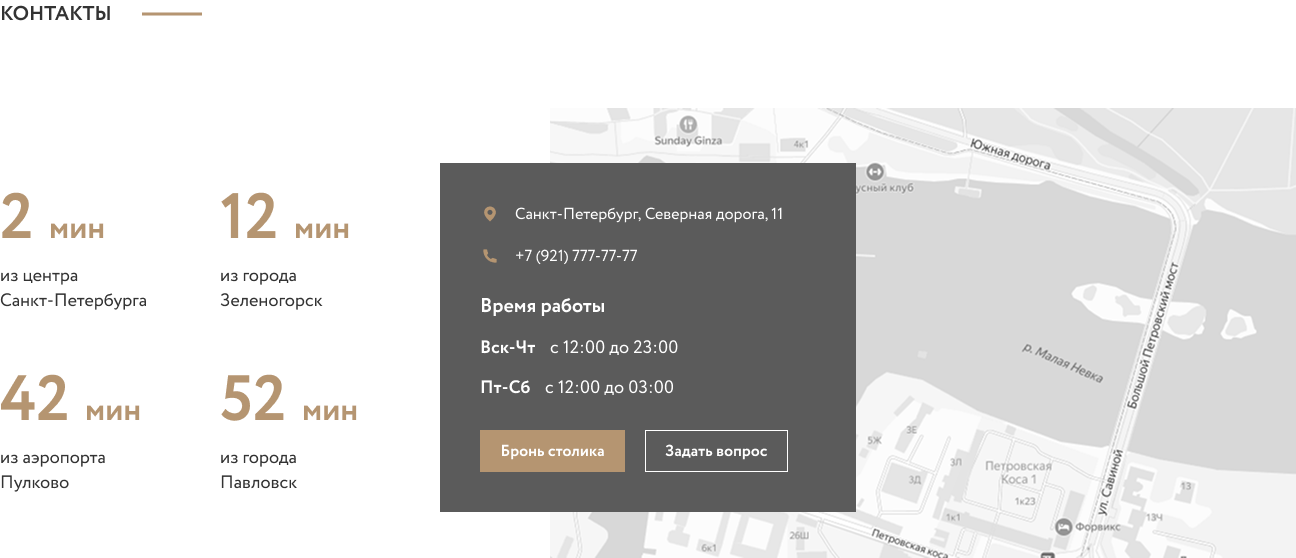 КОНТАКТЫ
2 мин
из центра
Санкт-Петербурга
12 мин
из города
Зеленогорск
42 мин
из аэропорта
Пулково
52 мин
из города
Павловск
Санкт-Петербург, Северная дорога, 11
+7 (921) 777-77-77
Время работы
Вск-Чт с 12:00 до 23:00
Пт-Сб с 12:00 до 03:00
Бронь столика
Задать вопрос
Sunday Ginza
4к1
Южная дорога
усный клуб
Большой Петровский мост
р. Малая Невка
3Е
5Ж
3Л
3Д
Петровская
Коса 1
1к23
1к1
ул. Савиной
13
13Ч
Форвикс
Петровская коса
26Ш
6к1